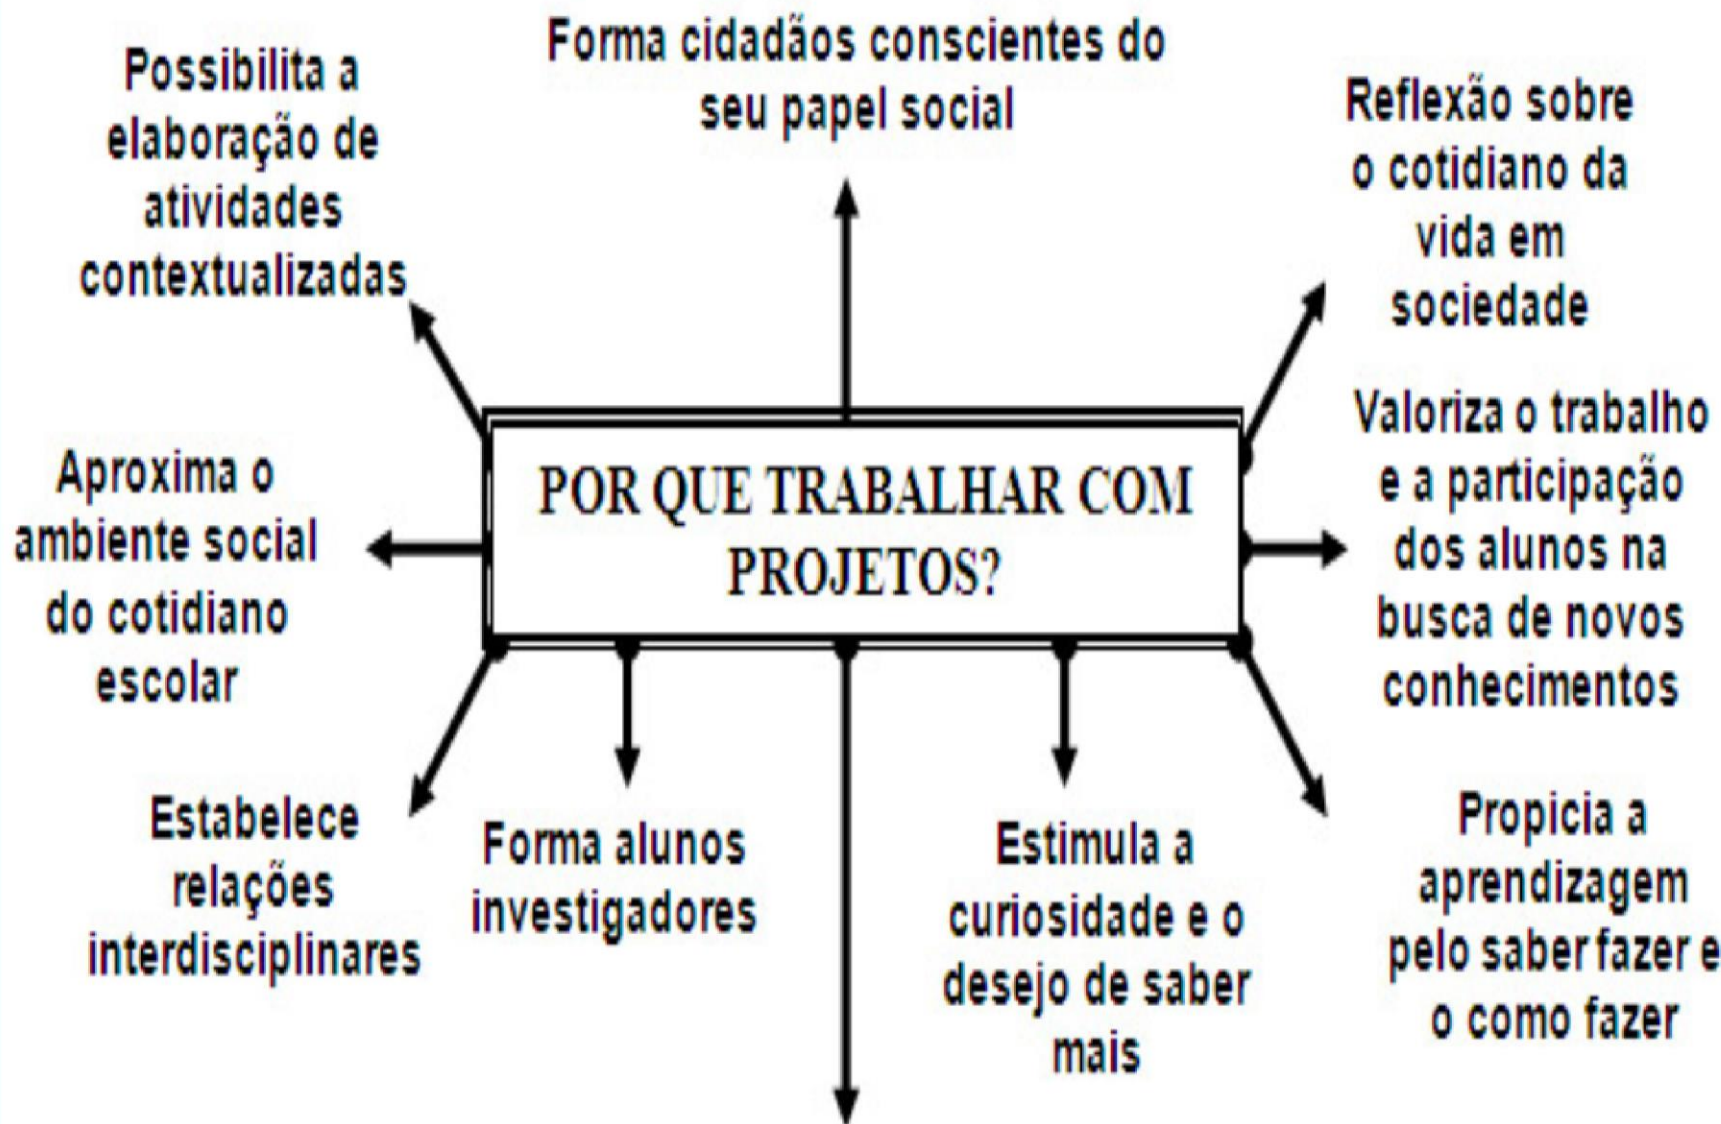 Forma cidadãos conscientes do
seu papel social
Possibilita a
elaboração de
atividades
contextualizadas
Reflexão sobre
o cotidiano da
vida em
sociedade
Aproxima o
ambiente social
do cotidiano
escolar
POR QUE TRABALHAR COM
PROJETOS?
Valoriza o trabalho
e a participação
dos alunos na
busca de novos
conhecimentos
Estabelece
relações
interdisciplinares
Forma alunos
investigadores
Estimula a
curiosidade e o
desejo de saber
mais
Propicia a
aprendizagem
pelo saber fazer e
o como fazer